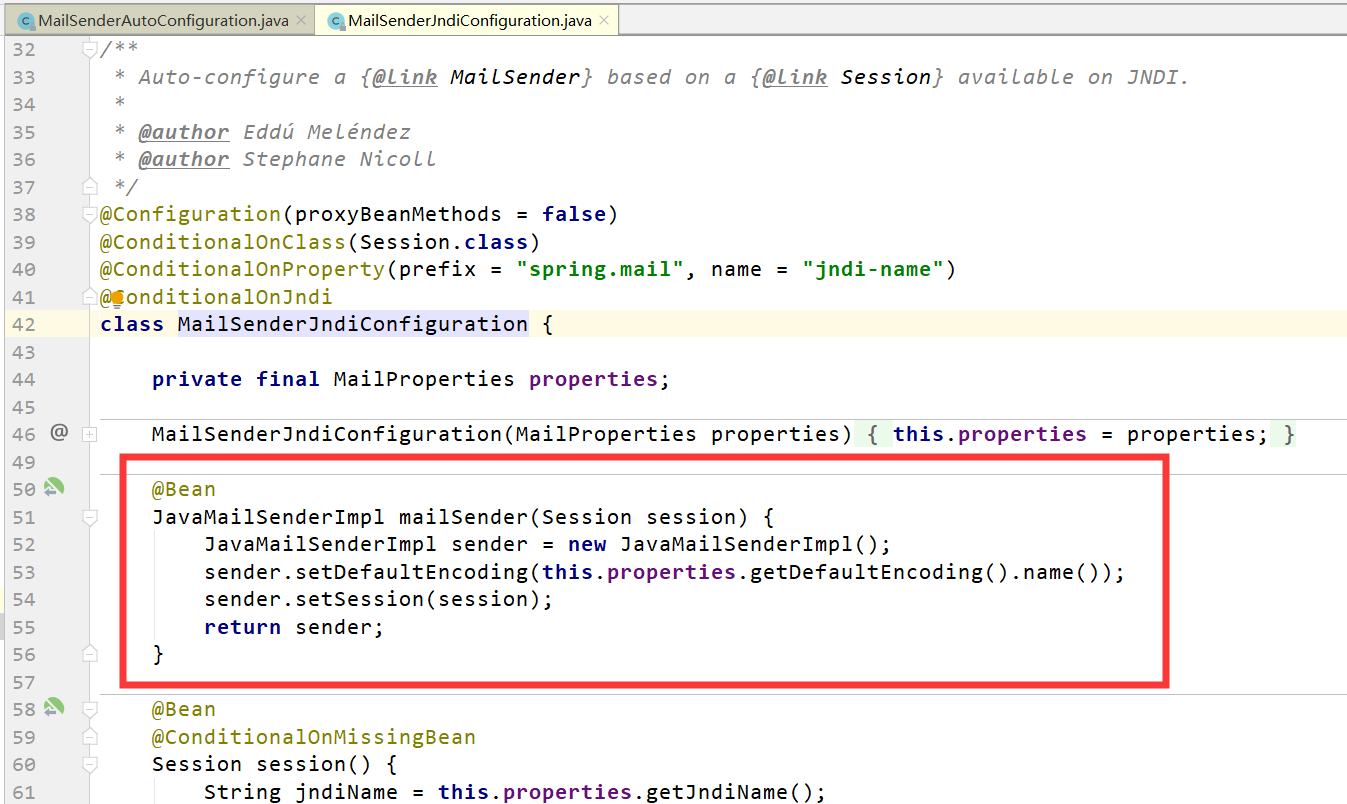 MailSenderAutoConfiguration.java × MailSenderJndiConfiguration.java ×
32 /**
33 * Auto-configure a {@link MailSender} based on a {@link Session} available on JNDI.
34 *
35 * @author Eddú Meléndez
36 * @author Stephane Nicoll
37 */
38 @Configuration(proxyBeanMethods = false)
39 @ConditionalOnClass(Session.class)
40 @ConditionalOnProperty(prefix = "spring.mail", name = "jndi-name")
41 @ConditionalOnJndi
42 class MailSenderJndiConfiguration {
43
44 private final MailProperties properties;
45
46 @ MailSenderJndiConfiguration(MailProperties properties) { this.properties = properties; }
49
50 @Bean
51 JavaMailSenderImpl mailSender(Session session) {
52 JavaMailSenderImpl sender = new JavaMailSenderImpl();
53 sender.setDefaultEncoding(this.properties.getDefaultEncoding().name());
54 sender.setSession(session);
55 return sender;
56 }
57
58 @Bean
59 @ConditionalOnMissingBean
60 Session session() {
61 String jndiName = this.properties.getJndiName();